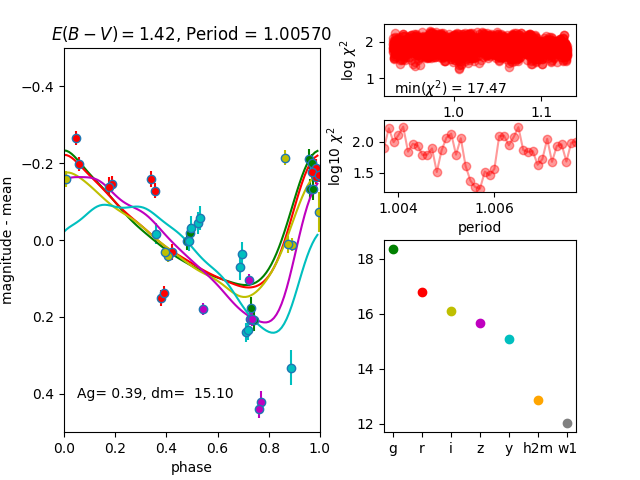 E(B − V) = 1.42, Period = 1.00570
−0.4
−0.2
0.0
0.2
0.4
magnitude - mean
Ag= 0.39, dm=  15.10
0.0 0.2 0.4 0.6 0.8 1.0
phase
log χ²
2
1
min(χ²) = 17.47
1.0 1.1
log10 χ²
2.0
1.5
1.004 1.006
period
18
16
14
12
g r i z y h2m w1